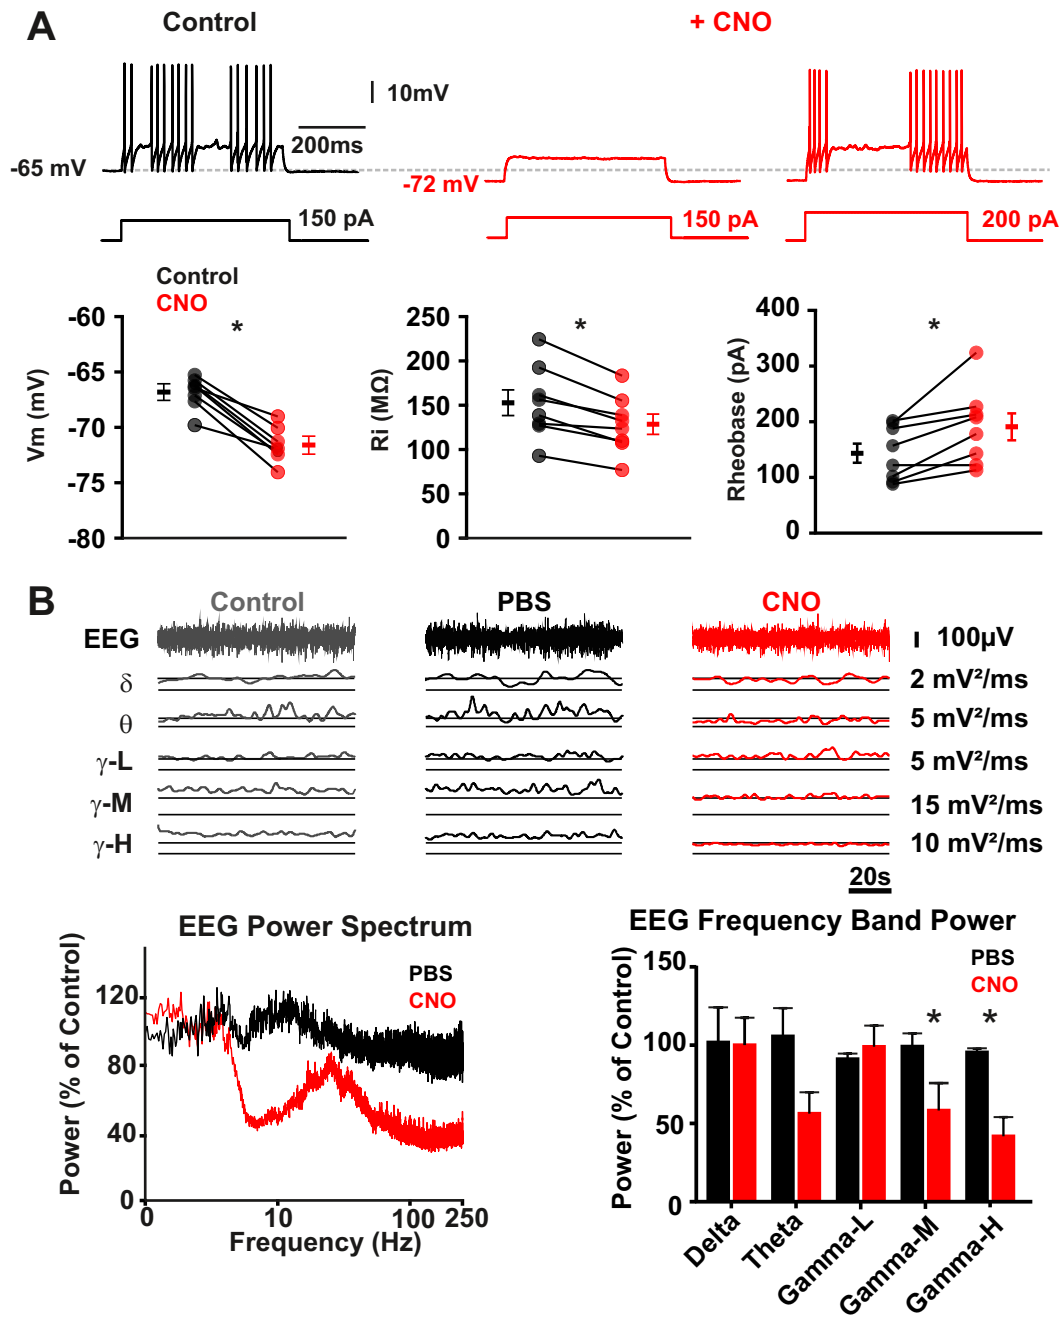 A
Control
+ CNO
10mV
200ms
-65 mV
-72 mV
150 pA
150 pA
200 pA
Control
CNO
Vm (mV)
-60
-65
-70
-75
-80
*
Ri (MΩ)
250
200
150
100
50
0
*
Rheobase (pA)
400
300
200
100
0
*
B
Control
PBS
CNO
EEG
100µV
δ
2 mV²/ms
θ
5 mV²/ms
γ-L
5 mV²/ms
γ-M
15 mV²/ms
γ-H
10 mV²/ms
20s
EEG Power Spectrum
PBS
CNO
Power (% of Control)
120
80
40
0
0
10
100
250
Frequency (Hz)
EEG Frequency Band Power
PBS
CNO
Power (% of Control)
150
100
50
0
*
*
Delta
Theta
Gamma-L
Gamma-M
Gamma-H